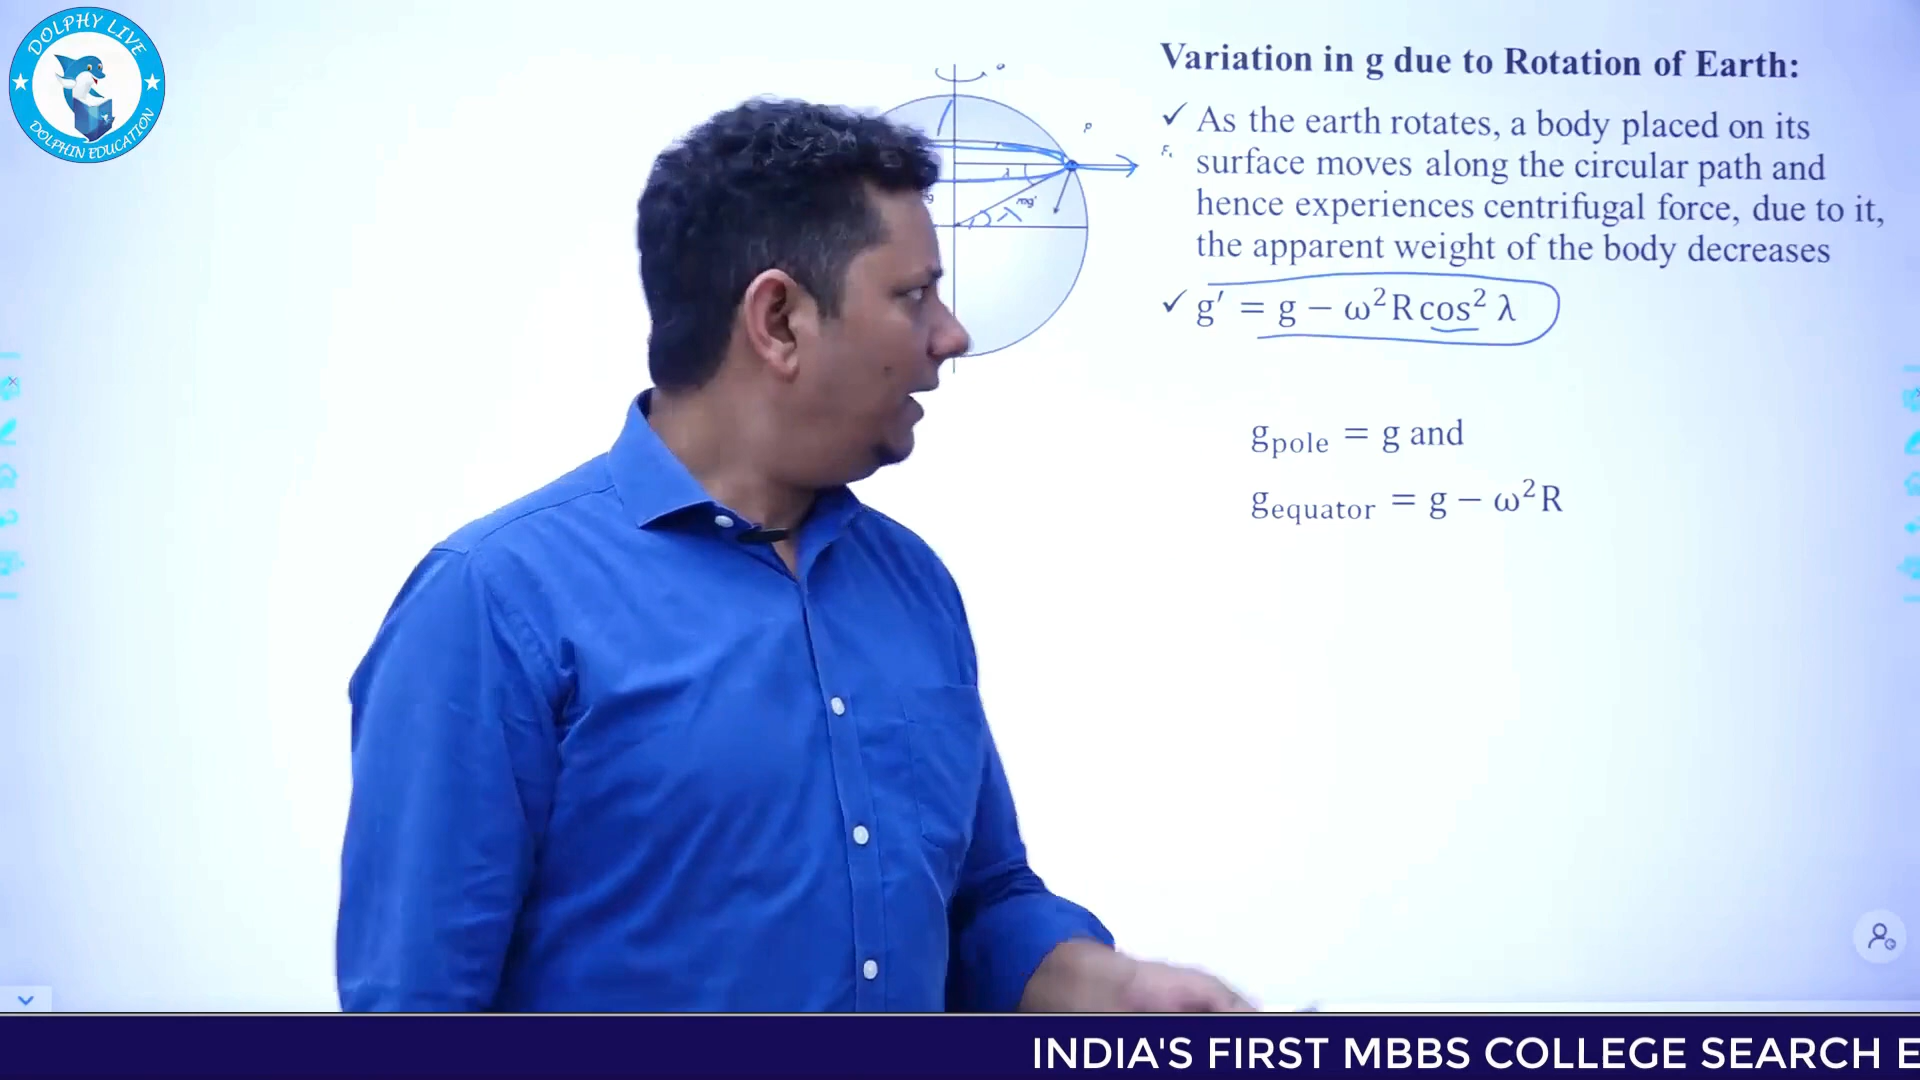 DOLPHY LIVE
DOLPHIN EDUCATION
Variation in g due to Rotation of Earth:
✓ As the earth rotates, a body placed on its
surface moves along the circular path and
hence experiences centrifugal force, due to it,
the apparent weight of the body decreases
✓ g′ = g − ω²R cos² λ
g_pole = g and
g_equator = g − ω²R
P
λ
mg'
λ
INDIA'S FIRST MBBS COLLEGE SEARCH E